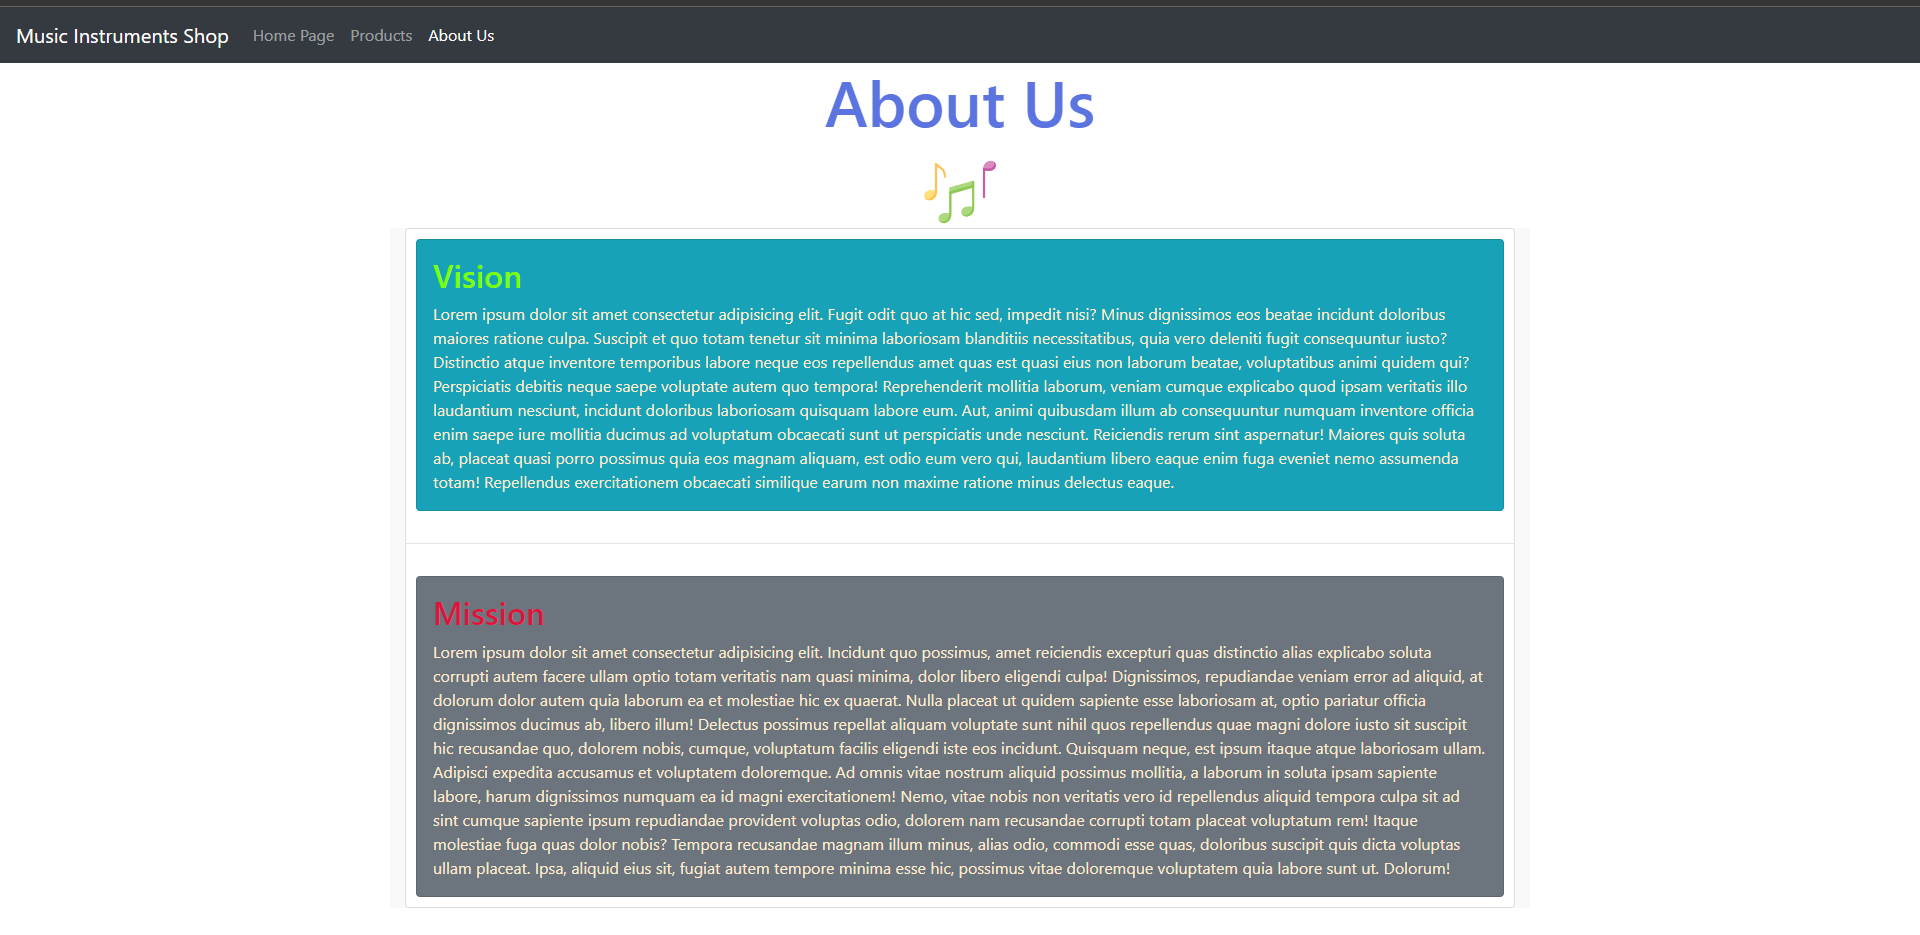 Music Instruments Shop Home Page Products About Us
About Us
Vision
Lorem ipsum dolor sit amet consectetur adipisicing elit. Fugit odit quo at hic sed, impedit nisi? Minus dignissimos eos beatae incidunt doloribus
maiores ratione culpa. Suscipit et quo totam tenetur sit minima laboriosam blanditiis necessitatibus, quia vero deleniti fugit consequuntur iusto?
Distinctio atque inventore temporibus labore neque eos repellendus amet quas est quasi eius non laborum beatae, voluptatibus animi quidem qui?
Perspiciatis debitis neque saepe voluptate autem quo tempora! Reprehenderit mollitia laborum, veniam cumque explicabo quod ipsam veritatis illo
laudantium nesciunt, incidunt doloribus laboriosam quisquam labore eum. Aut, animi quibusdam illum ab consequuntur numquam inventore officia
enim saepe iure mollitia ducimus ad voluptatum obcaecati sunt ut perspiciatis unde nesciunt. Reiciendis rerum sint aspernatur! Maiores quis soluta
ab, placeat quasi porro possimus quia eos magnam aliquam, est odio eum vero qui, laudantium libero eaque enim fuga eveniet nemo assumenda
totam! Repellendus exercitationem obcaecati similique earum non maxime ratione minus delectus eaque.
Mission
Lorem ipsum dolor sit amet consectetur adipisicing elit. Incidunt quo possimus, amet reiciendis excepturi quas distinctio alias explicabo soluta
corrupti autem facere ullam optio totam veritatis nam quasi minima, dolor libero eligendi culpa! Dignissimos, repudiandae veniam error ad aliquid, at
dolorum dolor autem quia laborum ea et molestiae hic ex quaerat. Nulla placeat ut quidem sapiente esse laboriosam at, optio pariatur officia
dignissimos ducimus ab, libero illum! Delectus possimus repellat aliquam voluptate sunt nihil quos repellendus quae magni dolore iusto sit suscipit
hic recusandae quo, dolorem nobis, cumque, voluptatum facilis eligendi iste eos incidunt. Quisquam neque, est ipsum itaque atque laboriosam ullam.
Adipisci expedita accusamus et voluptatem doloremque. Ad omnis vitae nostrum aliquid possimus mollitia, a laborum in soluta ipsam sapiente
labore, harum dignissimos numquam ea id magni exercitationem! Nemo, vitae nobis non veritatis vero id repellendus aliquid tempora culpa sit ad
sint cumque sapiente ipsum repudiandae provident voluptas odio, dolorem nam recusandae corrupti totam placeat voluptatum rem! Itaque
molestiae fuga quas dolor nobis? Tempora recusandae magnam illum minus, alias odio, commodi esse quas, doloribus suscipit quis dicta voluptas
ullam placeat. Ipsa, aliquid eius sit, fugiat autem tempore minima esse hic, possimus vitae doloremque voluptatem quia labore sunt ut. Dolorum!